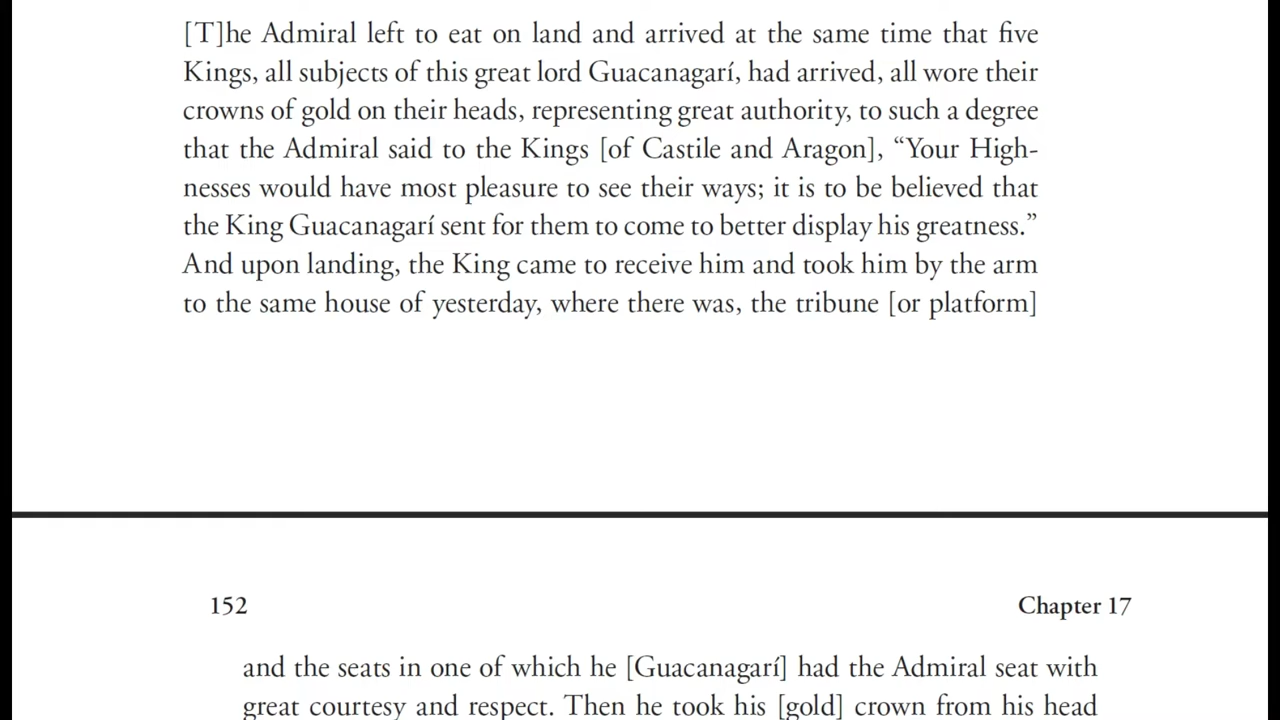 [T]he Admiral left to eat on land and arrived at the same time that five
Kings, all subjects of this great lord Guacanagarí, had arrived, all wore their
crowns of gold on their heads, representing great authority, to such a degree
that the Admiral said to the Kings [of Castile and Aragon], “Your High-
nesses would have most pleasure to see their ways; it is to be believed that
the King Guacanagarí sent for them to come to better display his greatness.”
And upon landing, the King came to receive him and took him by the arm
to the same house of yesterday, where there was, the tribune [or platform]
152 Chapter 17
and the seats in one of which he [Guacanagarí] had the Admiral seat with
great courtesy and respect. Then he took his [gold] crown from his head